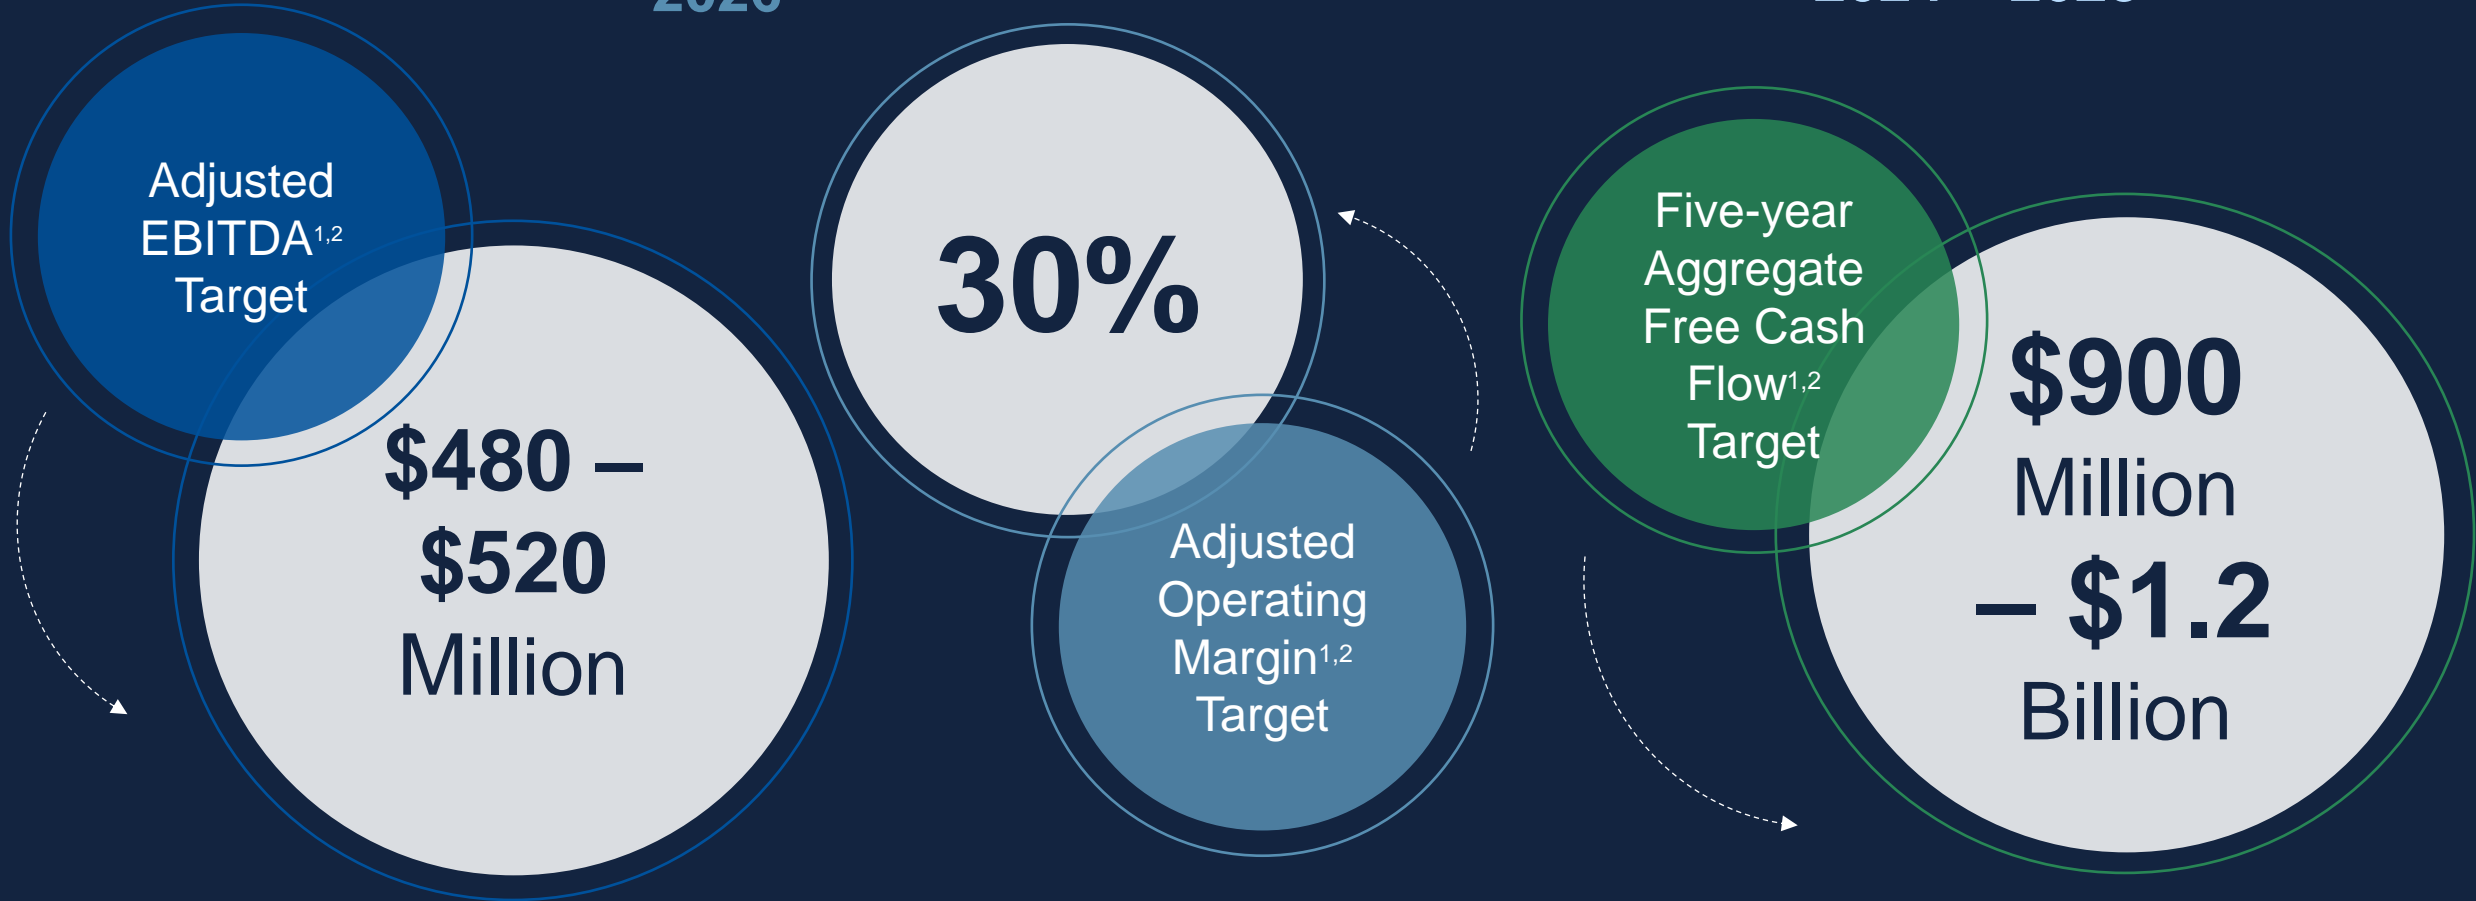 Adjusted
EBITDA1,2
Target
$480 –
$520
Million
30%
Adjusted
Operating
Margin1,2
Target
Five-year
Aggregate
Free Cash
Flow1,2
Target
$900
Million
– $1.2
Billion